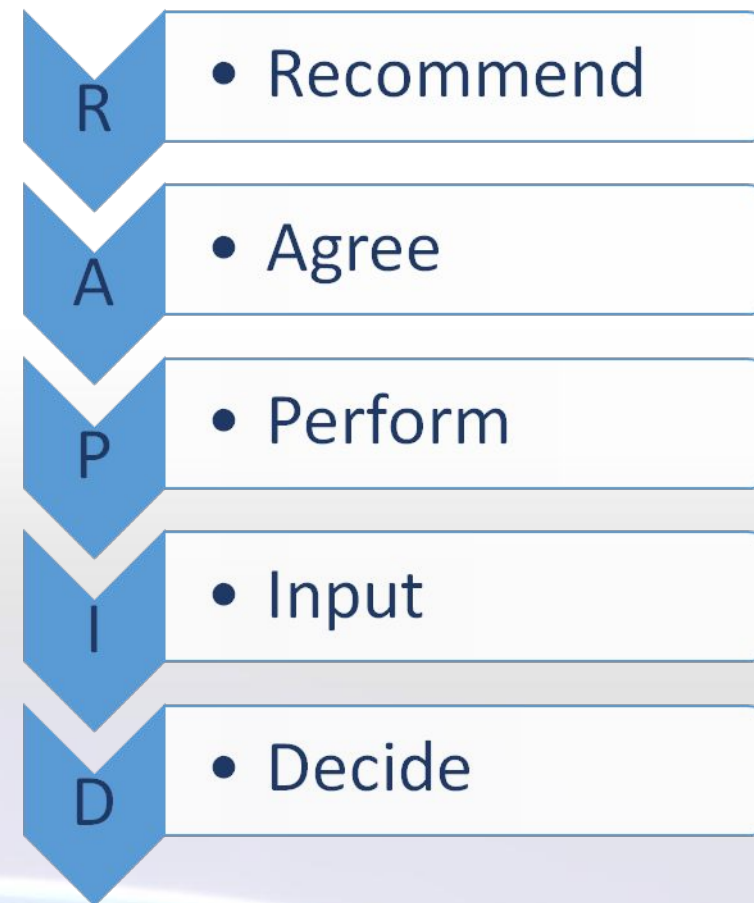 R
• Recommend
A
• Agree
P
• Perform
I
• Input
D
• Decide